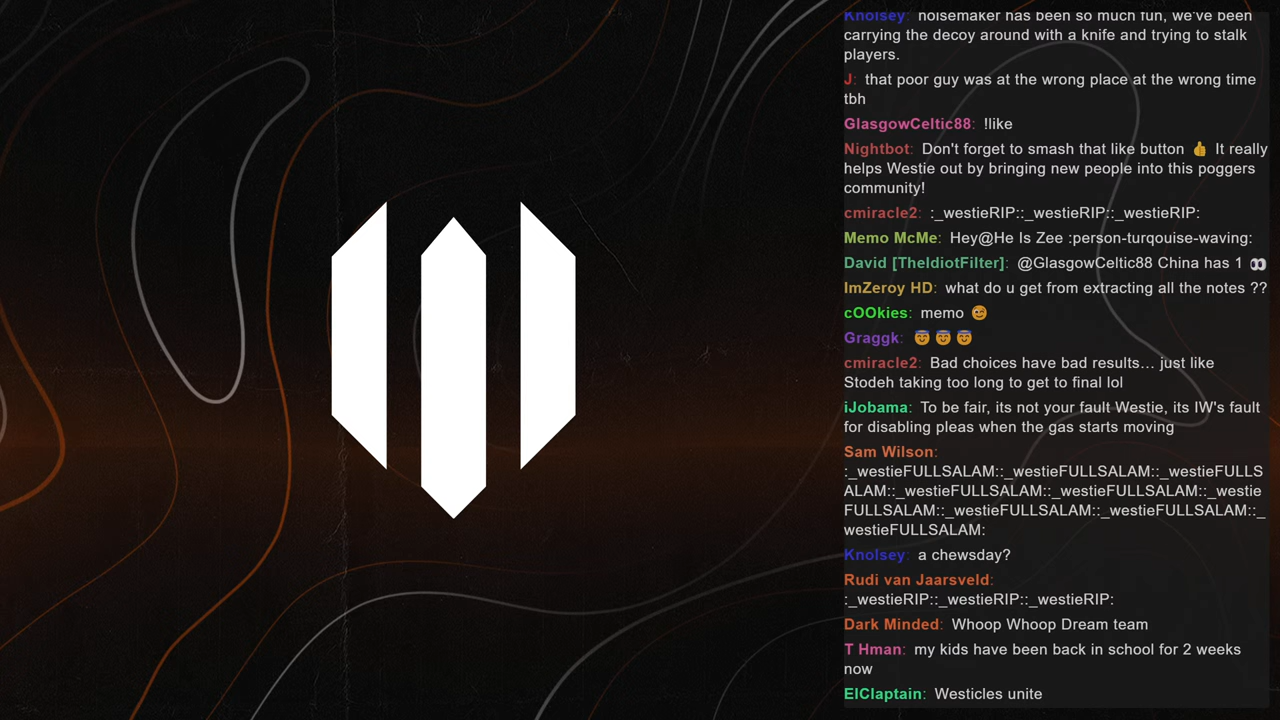 Knolsey: noisemaker has been so much fun, we've been
carrying the decoy around with a knife and trying to stalk
players.
J: that poor guy was at the wrong place at the wrong time
tbh
GlasgowCeltic88: !like
Nightbot: Don't forget to smash that like button 👍 It really
helps Westie out by bringing new people into this poggers
community!
cmiracle2: :_westieRIP::_westieRIP::_westieRIP:
Memo McMe: Hey@He Is Zee :person-turqouise-waving:
David [TheIdiotFilter]: @GlasgowCeltic88 China has 1 👀
ImZeroy HD: what do u get from extracting all the notes ??
cOOkies: memo 😊
Graggk: 😇 😇 😇
cmiracle2: Bad choices have bad results... just like
Stodeh taking too long to get to final lol
iJobama: To be fair, its not your fault Westie, its IW's fault
for disabling pleas when the gas starts moving
Sam Wilson:
:_westieFULLSALAM::_westieFULLSALAM::_westieFULLS
ALAM::_westieFULLSALAM::_westieFULLSALAM::_westie
FULLSALAM::_westieFULLSALAM::_westieFULLSALAM::_
westieFULLSALAM:
Knolsey: a chewsday?
Rudi van Jaarsveld:
:_westieRIP::_westieRIP::_westieRIP:
Dark Minded: Whoop Whoop Dream team
T Hman: my kids have been back in school for 2 weeks
now
ElClaptain: Westicles unite